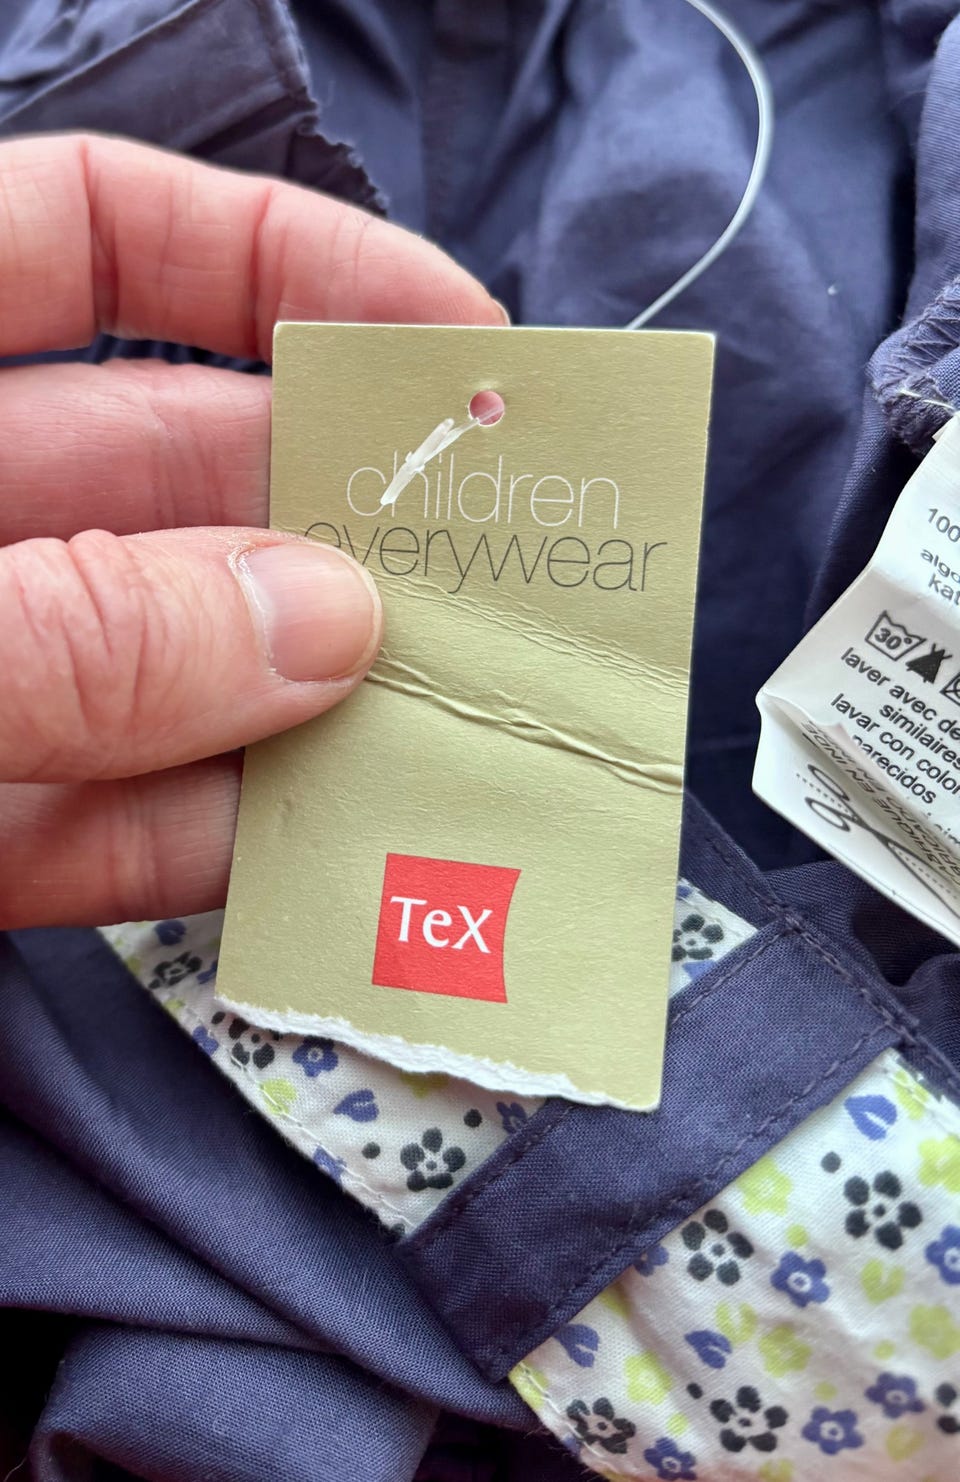 children
everywear
TeX
100
algo
kat
30°
laver avec de
similaires
lavar con color
parecidos